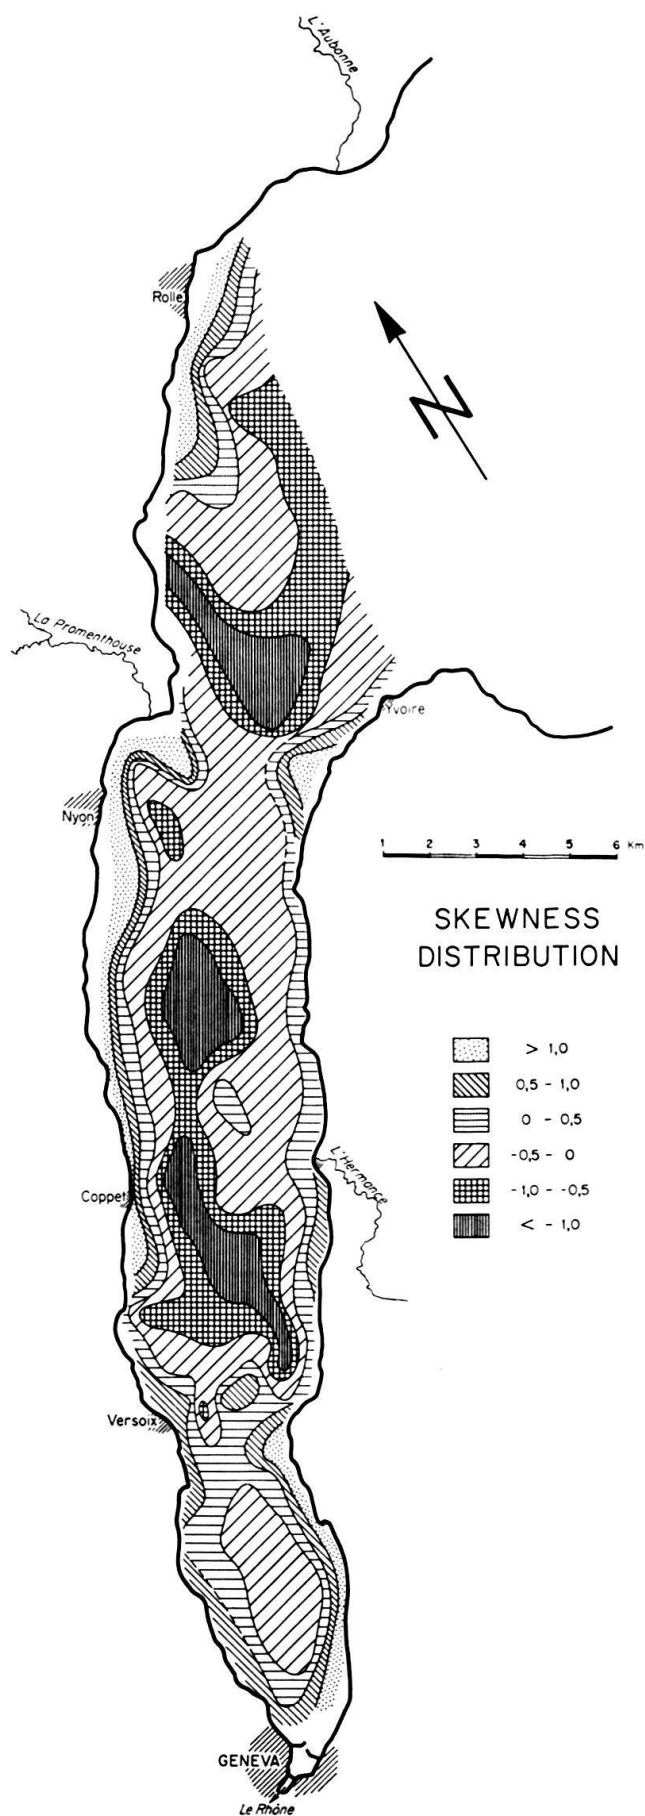 L'Aubonne
Rolle
N
La Promenthouse
Yvoire
Nyon
1 2 3 4 5 6 Km
SKEWNESS
DISTRIBUTION
> 1,0
0,5 - 1,0
0 - 0,5
-0,5 - 0
-1,0 - -0,5
< - 1,0
L'Hermance
Coppet
Versoix
GENEVA
Le Rhône